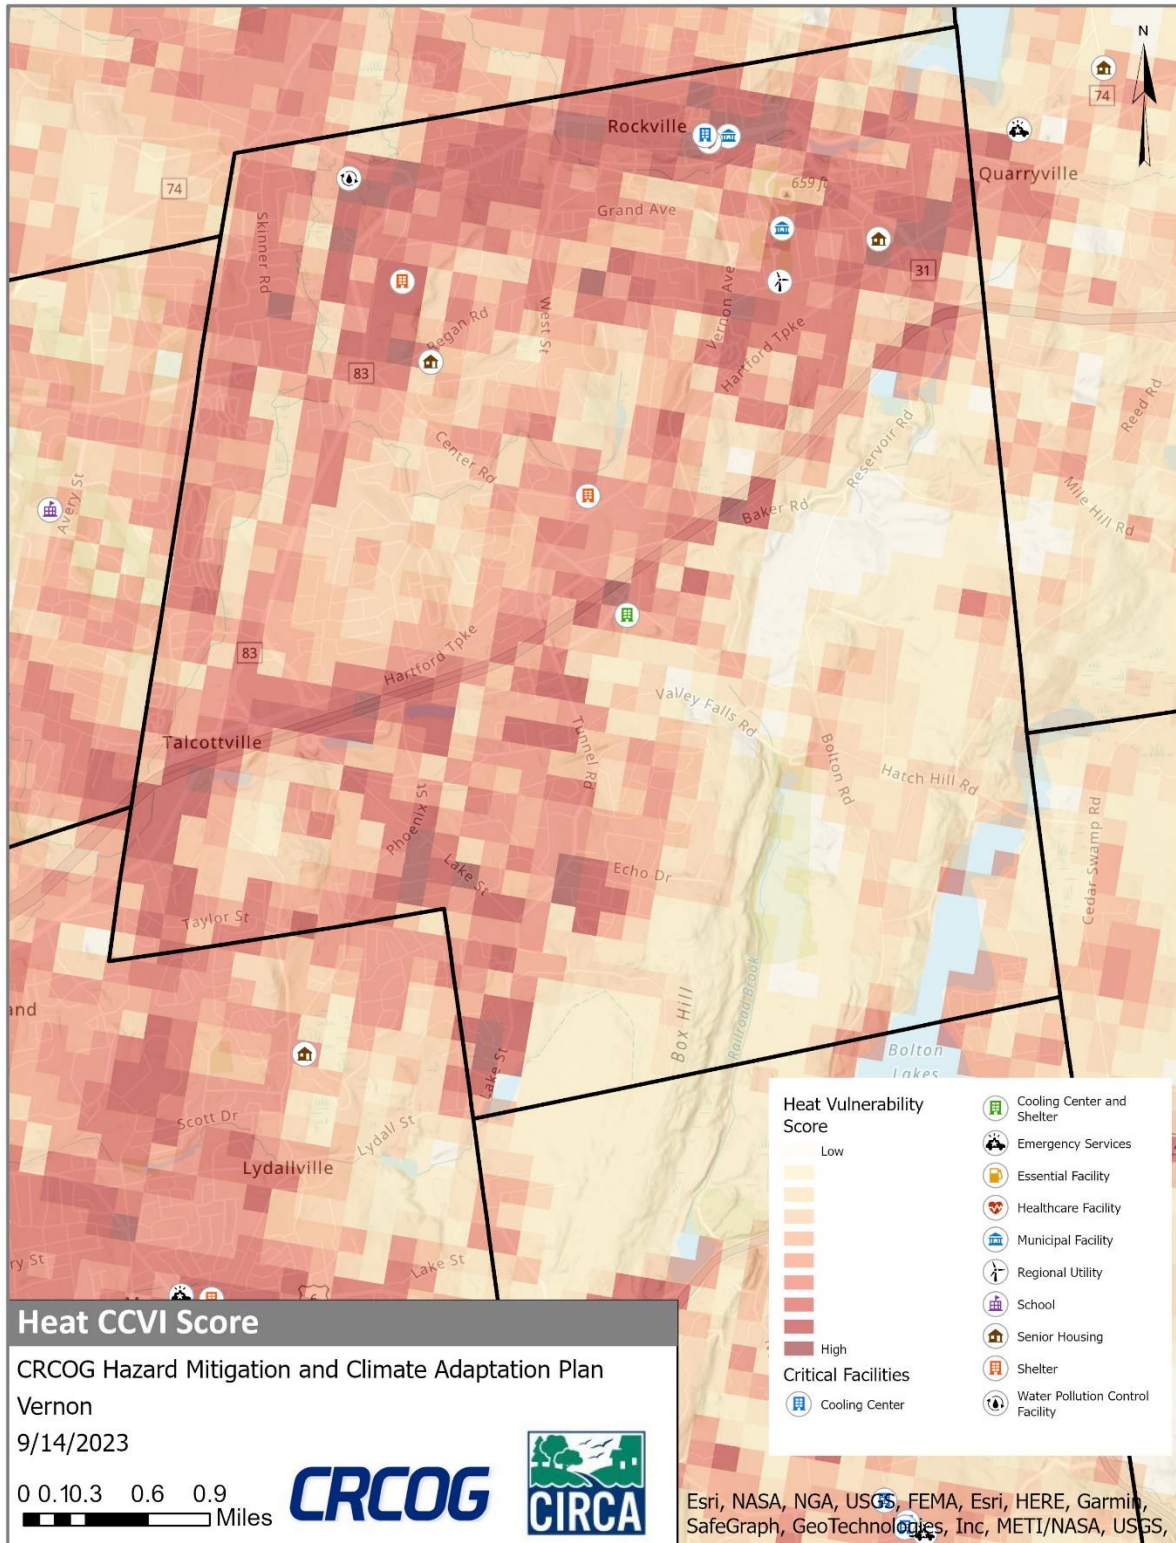 N
74
Rockville
Quarryville
659 ft
74
Grand Ave
Skinner Rd
31
Vernon Ave
West St
Regan Rd
Hartford Tpke
83
Reed Rd
Center Rd
Reservoir Rd
Avery St
Mile Hill Rd
Baker Rd
83
Hartford Tpke
Valley Falls Rd
Talcottville
Tunnel Rd
Bolton Rd
Hatch Hill Rd
Phoenix St
Lake St
Echo Dr
Cedar Swamp Rd
Taylor St
Railroad Brook
Box Hill
and
Bolton
Lakes
Lake St
Scott Dr
Lydall St
Lydallville
Lake St
ry St
6
Heat Vulnerability
Score
Low
High
Critical Facilities
Cooling Center
Cooling Center and
Shelter
Emergency Services
Essential Facility
Healthcare Facility
Municipal Facility
Regional Utility
School
Senior Housing
Shelter
Water Pollution Control
Facility
Heat CCVI Score
CRCOG Hazard Mitigation and Climate Adaptation Plan
Vernon
9/14/2023
0 0.10.3 0.6 0.9
Miles
CRCOG
CIRCA
Esri, NASA, NGA, USGS, FEMA, Esri, HERE, Garmin,
SafeGraph, GeoTechnologies, Inc, METI/NASA, USGS,